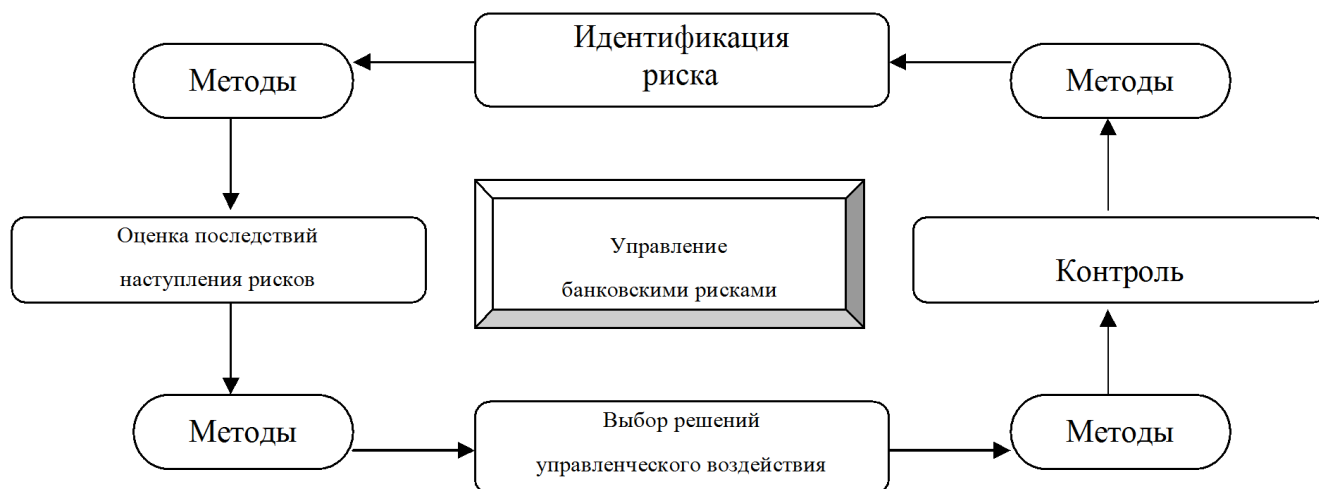 Идентификация
риска
Методы
Методы
Оценка последствий
наступления рисков
Управление
банковскими рисками
Контроль
Методы
Выбор решений
управленческого воздействия
Методы